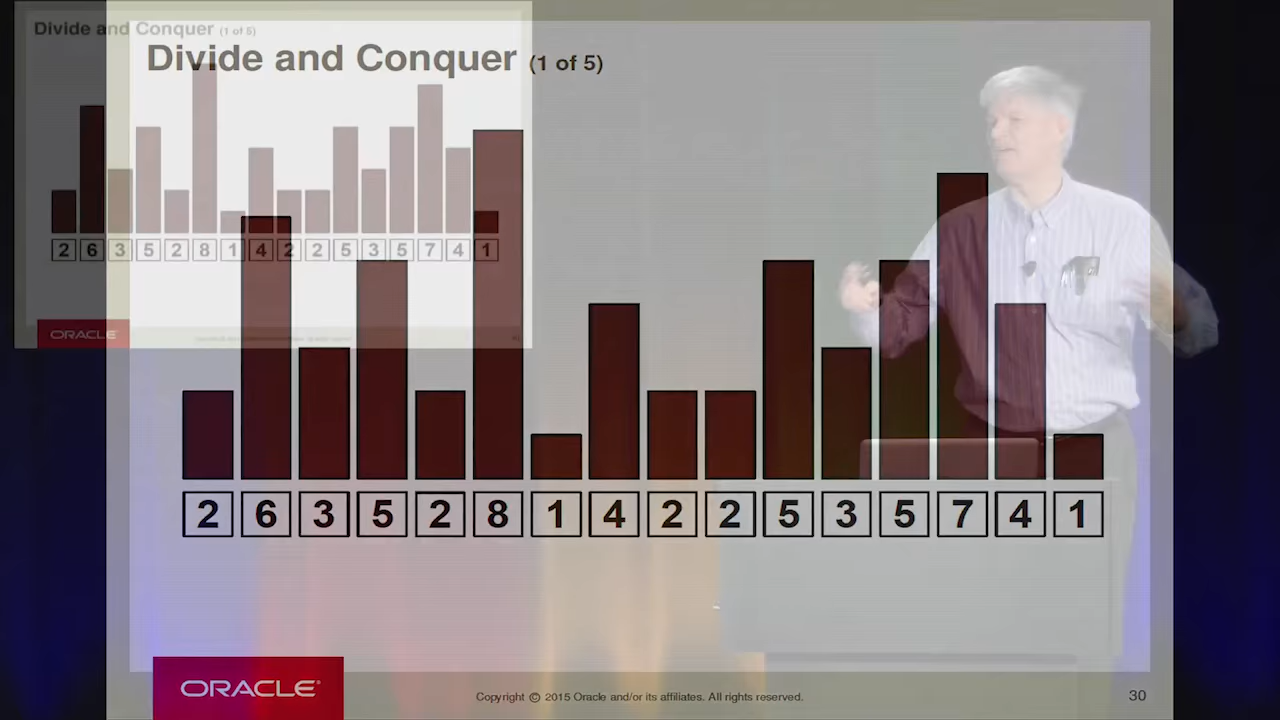 Divide and Conquer (1 of 5)
2 6 3 5 2 8 1 4 2 2 5 3 5 7 4 1
ORACLE
Divide and Conquer (1 of 5)
2 6 3 5 2 8 1 4 2 2 5 3 5 7 4 1
ORACLE®
Copyright © 2015 Oracle and/or its affiliates. All rights reserved.
30